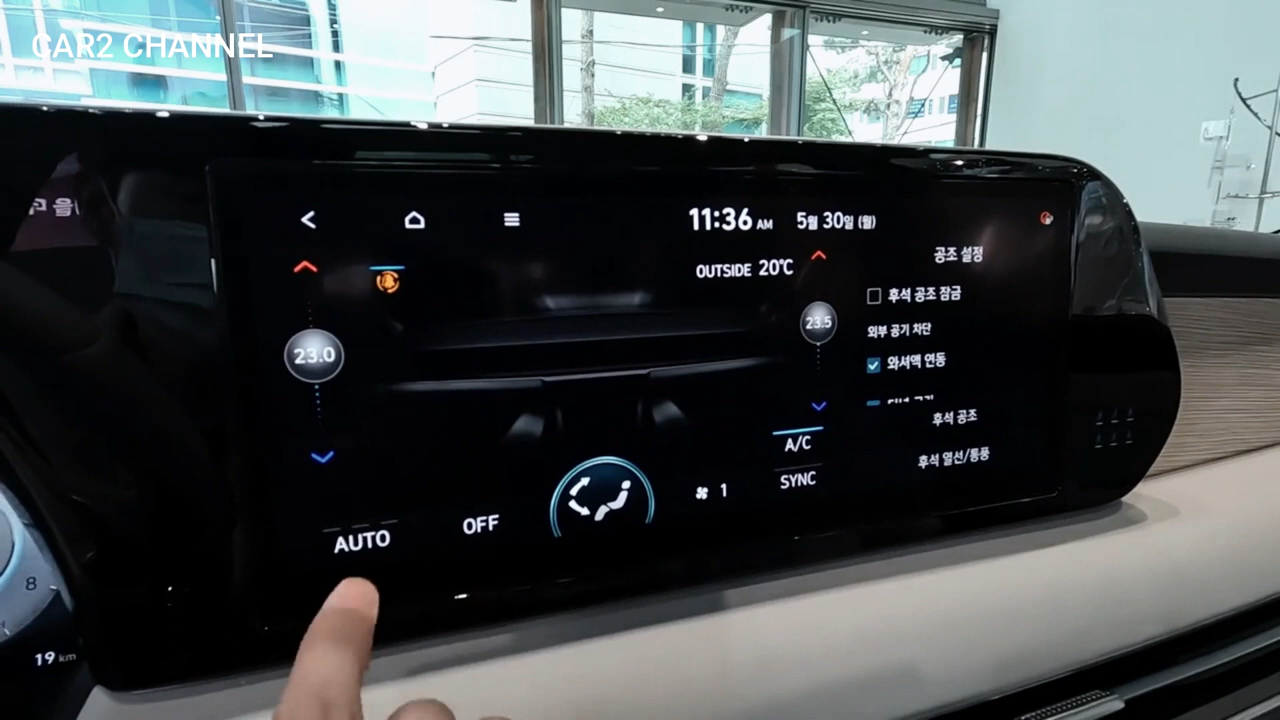 CAR2 CHANNEL
11:36 AM 5월 30일 (월)
OUTSIDE 20℃
23.0
23.5
공조 설정
후석 공조 잠금
외부 공기 차단
와셔액 연동
후석 공조
후석 열선/통풍
A/C
SYNC
1
OFF
AUTO
8
19 km